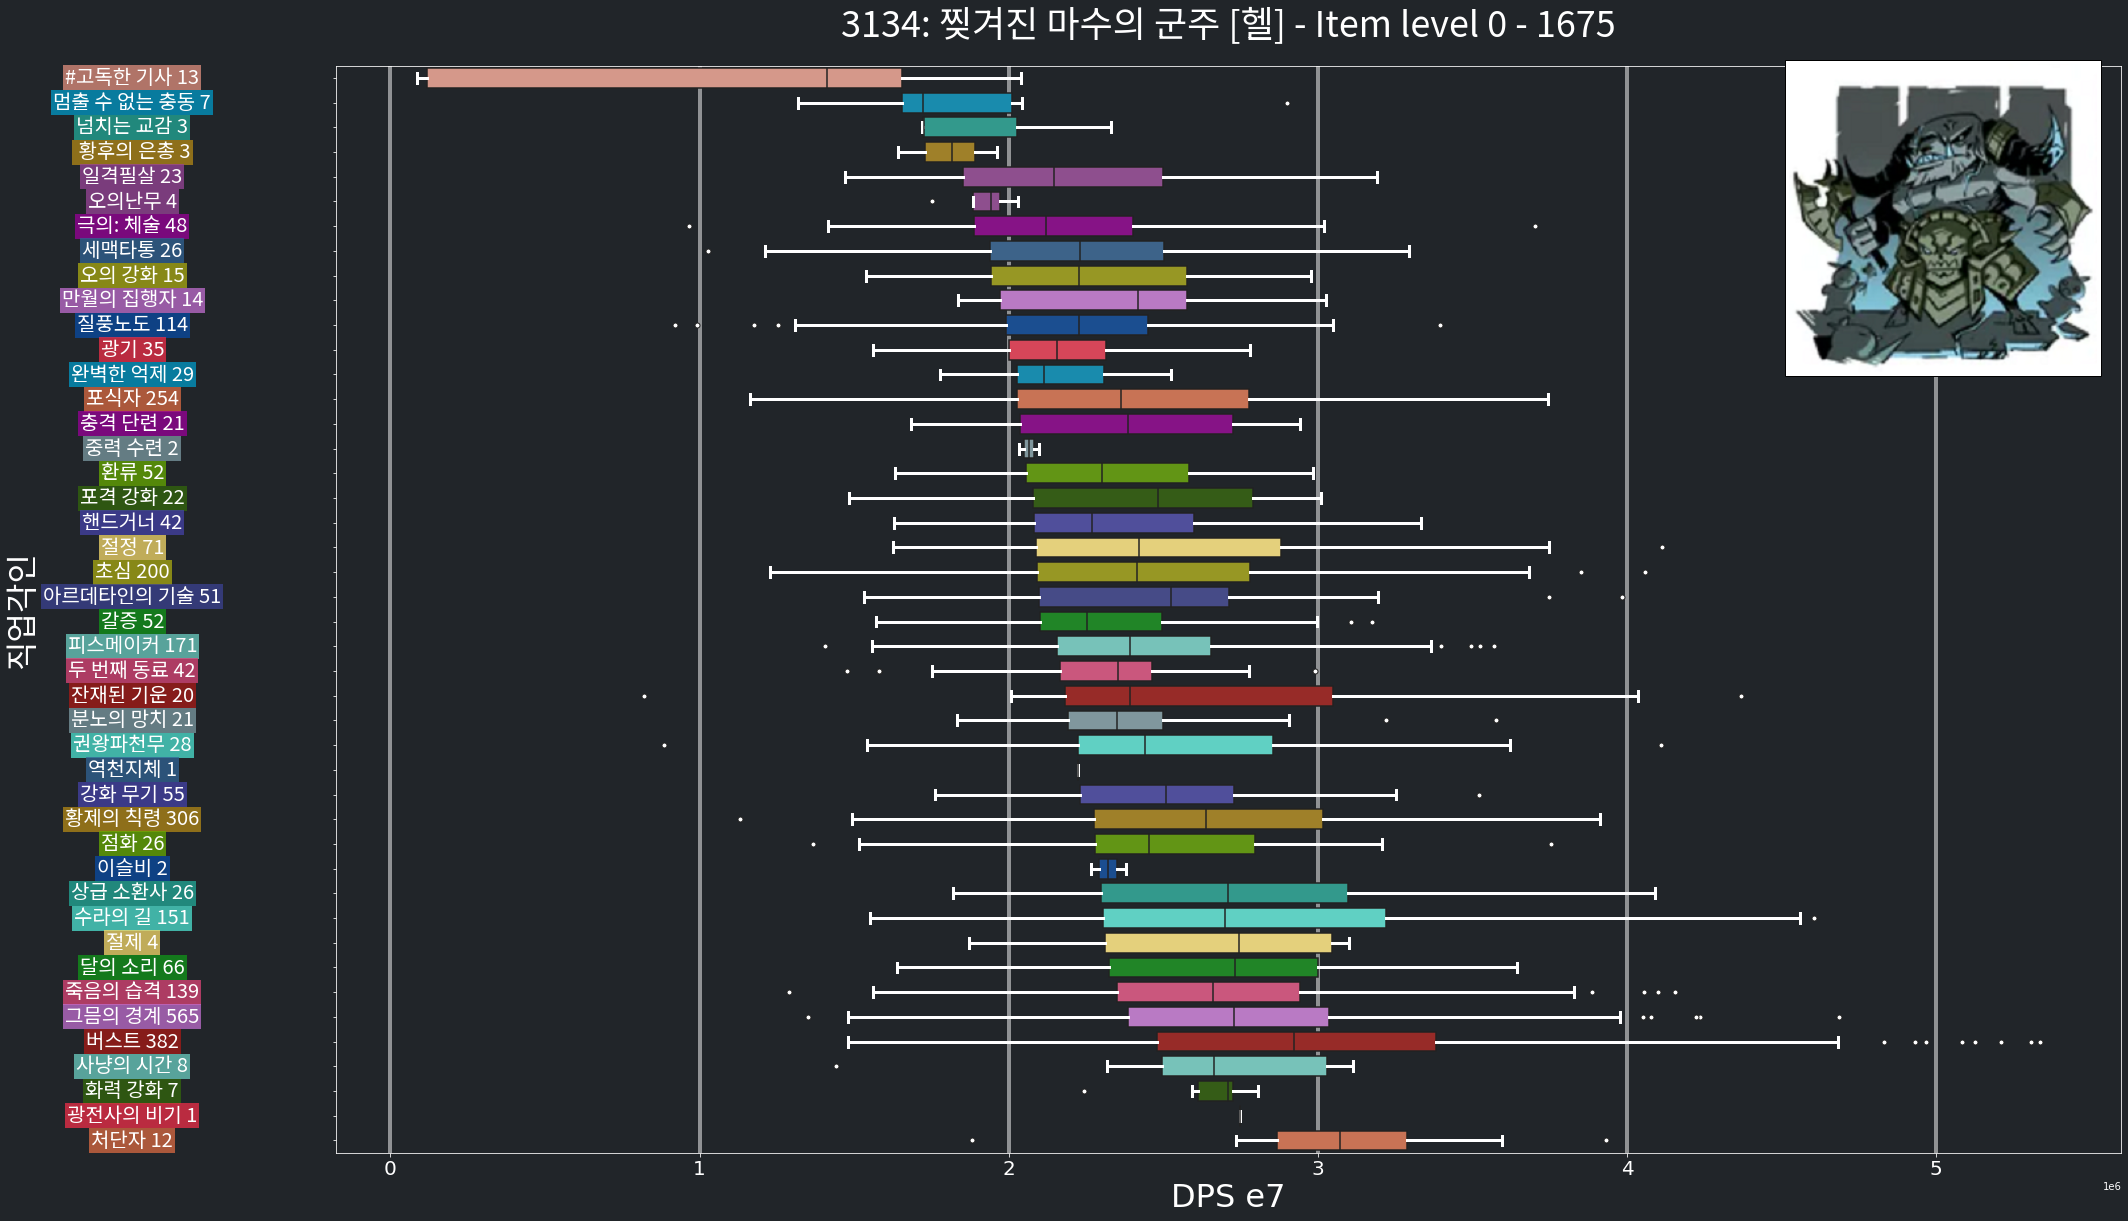 3134: 찢겨진 마수의 군주 [헬] - Item level 0 - 1675
#고독한 기사 13
멈출 수 없는 충동 7
넘치는 교감 3
황후의 은총 3
일격필살 23
오의난무 4
극의: 체술 48
세맥타통 26
오의 강화 15
만월의 집행자 14
질풍노도 114
광기 35
완벽한 억제 29
포식자 254
충격 단련 21
중력 수련 2
환류 52
포격 강화 22
핸드거너 42
절정 71
초심 200
아르데타인의 기술 51
갈증 52
피스메이커 171
두 번째 동료 42
잔재된 기운 20
분노의 망치 21
권왕파천무 28
역천지체 1
강화 무기 55
황제의 칙령 306
점화 26
이슬비 2
상급 소환사 26
수라의 길 151
절제 4
달의 소리 66
죽음의 습격 139
그믐의 경계 565
버스트 382
사냥의 시간 8
화력 강화 7
광전사의 비기 1
처단자 12
직업각인
0 1 2 3 4 5
DPS e7
1e6